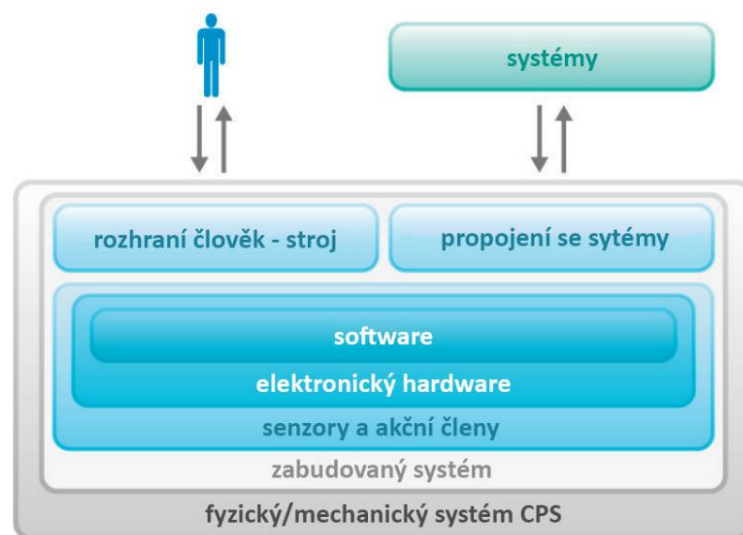 systémy
rozhraní člověk - stroj
propojení se sytémy
software
elektronický hardware
senzory a akční členy
zabudovaný systém
fyzický/mechanický systém CPS